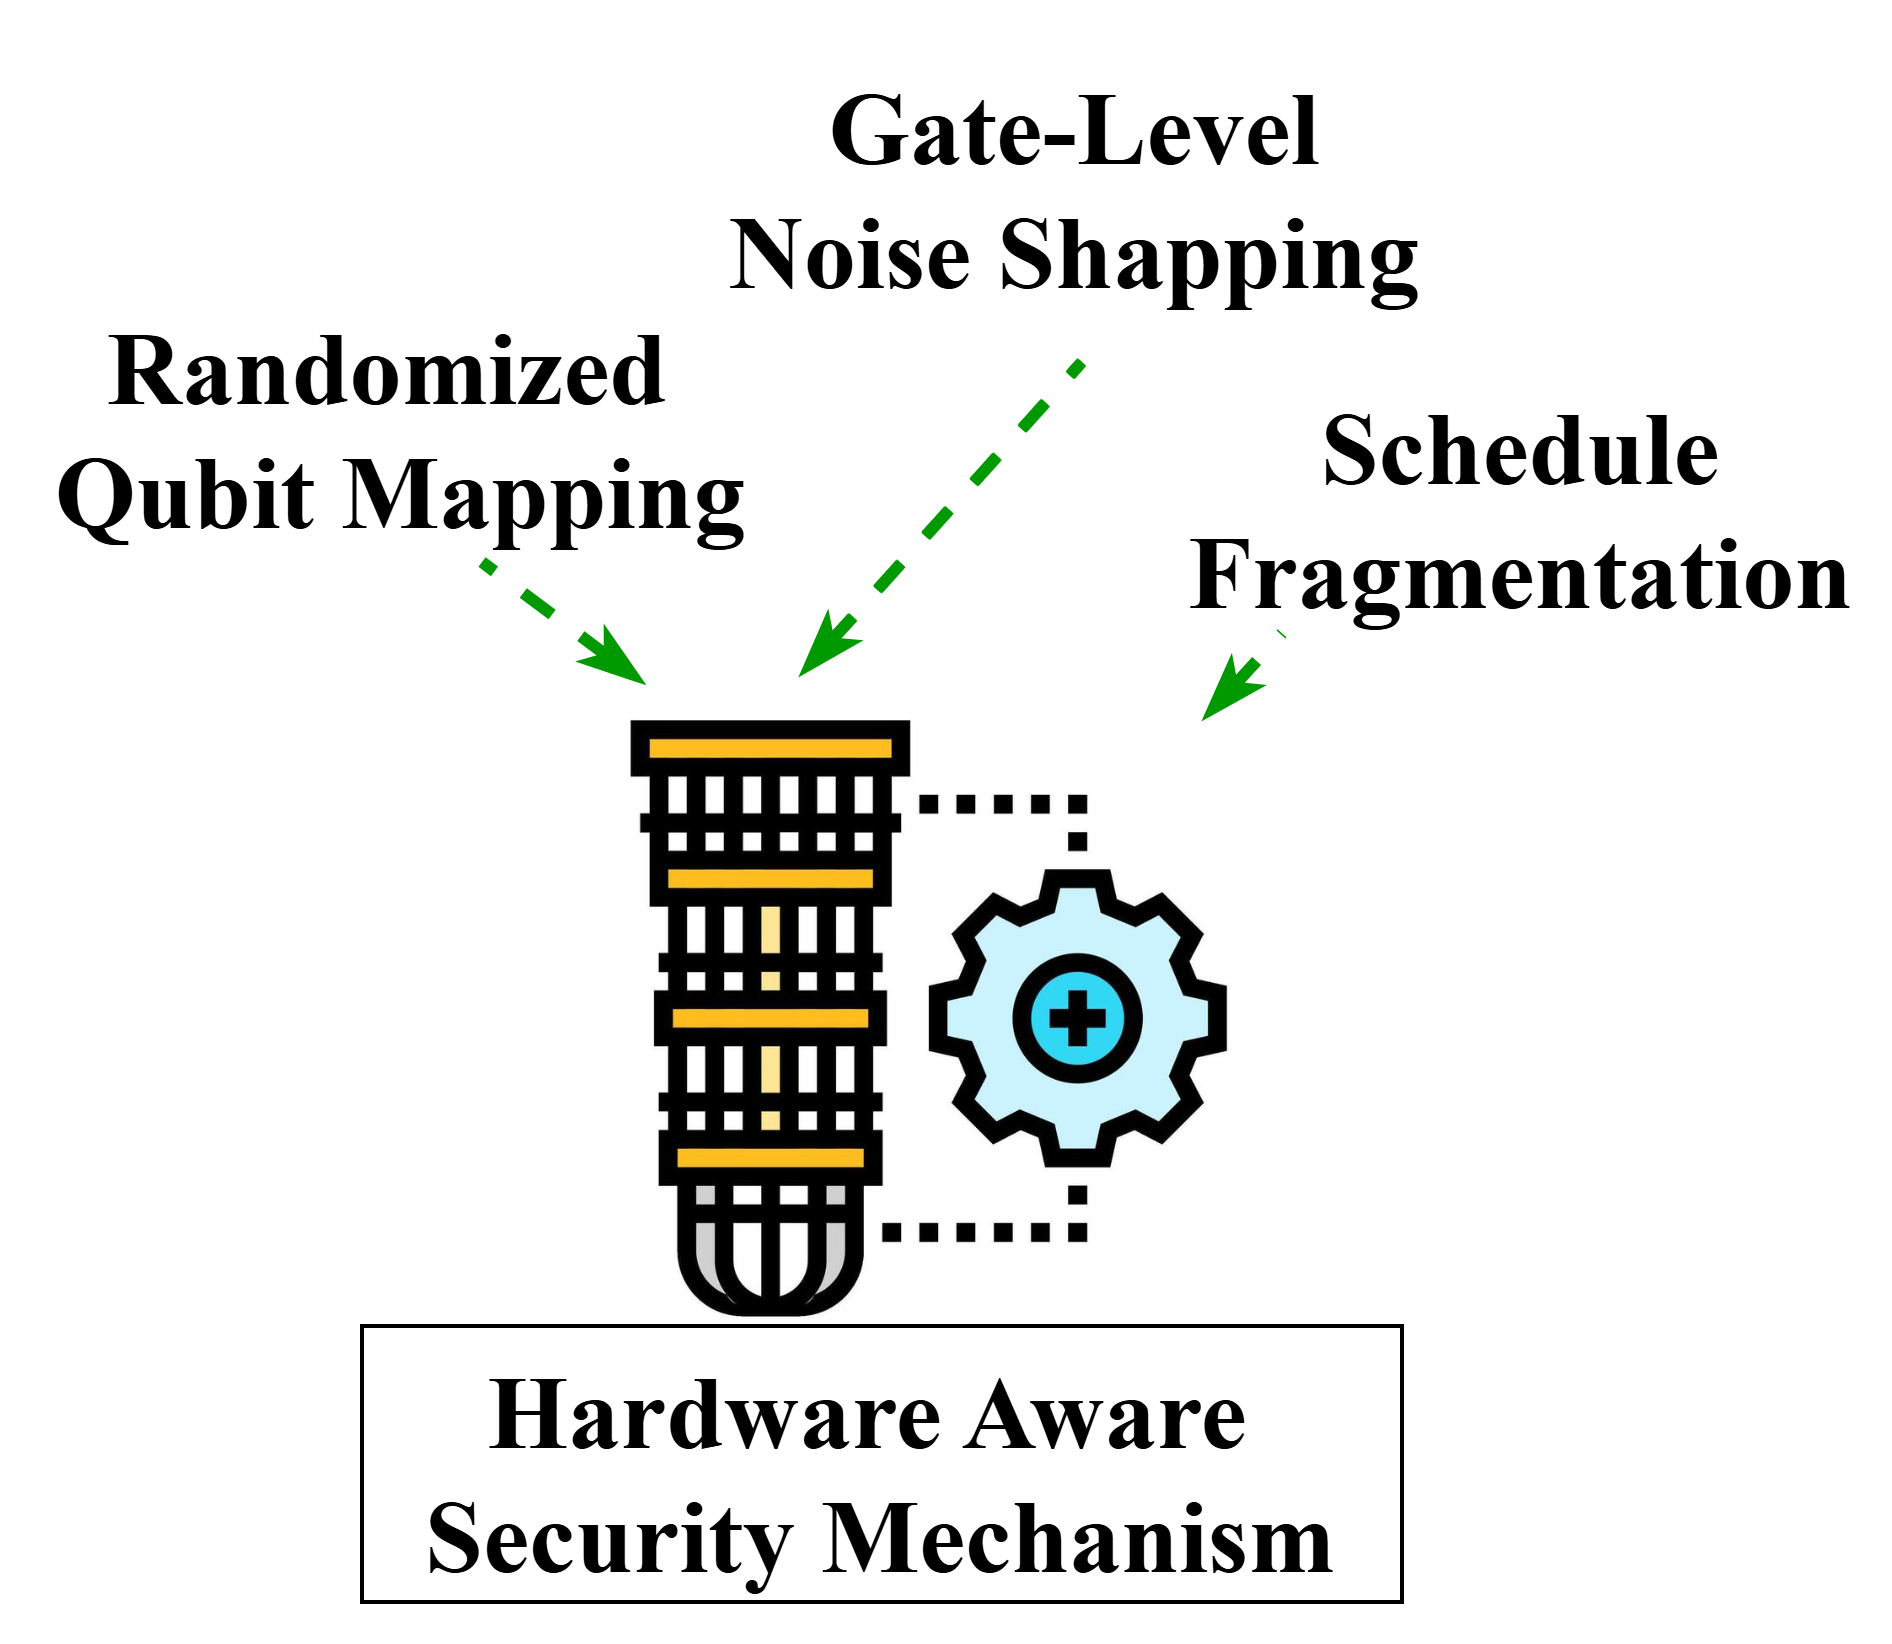 Gate-Level
Noise Shapping
Randomized
Qubit Mapping
Schedule
Fragmentation
Hardware Aware
Security Mechanism